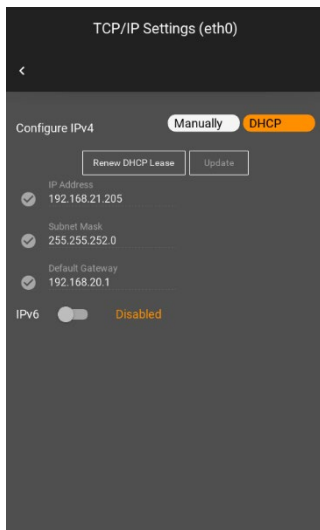 TCP/IP Settings (eth0)
Configure IPv4 Manually DHCP
Renew DHCP Lease Update
IP Address
192.168.21.205
Subnet Mask
255.255.252.0
Default Gateway
192.168.20.1
IPv6 Disabled